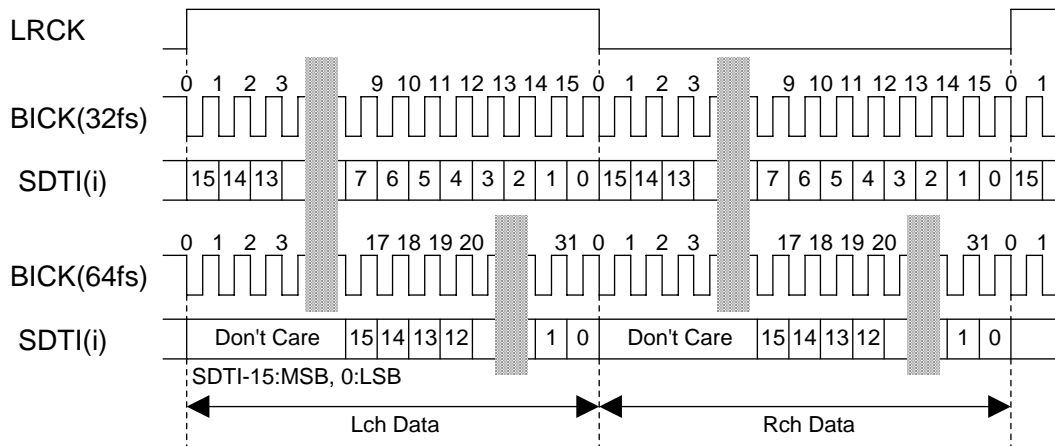 LRCK
0 1 2 3 9 10 11 12 13 14 15 0 1 2 3 9 10 11 12 13 14 15 0 1
BICK(32fs)
SDTI(i) 15 14 13 7 6 5 4 3 2 1 0 15 14 13 7 6 5 4 3 2 1 0 15
0 1 2 3 17 18 19 20 31 0 1 2 3 17 18 19 20 31 0 1
BICK(64fs)
SDTI(i) Don't Care 15 14 13 12 1 0 Don't Care 15 14 13 12 1 0
SDTI-15:MSB, 0:LSB
Lch Data Rch Data